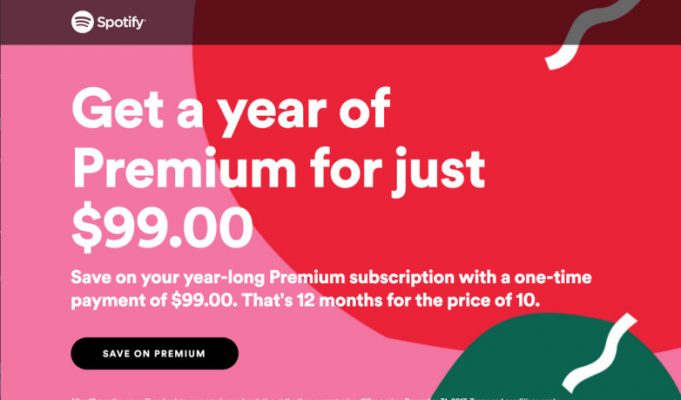 Spotify
Get a year of
Premium for just
$99.00
Save on your year-long Premium subscription with a one-time
payment of $99.00. That's 12 months for the price of 10.
SAVE ON PREMIUM